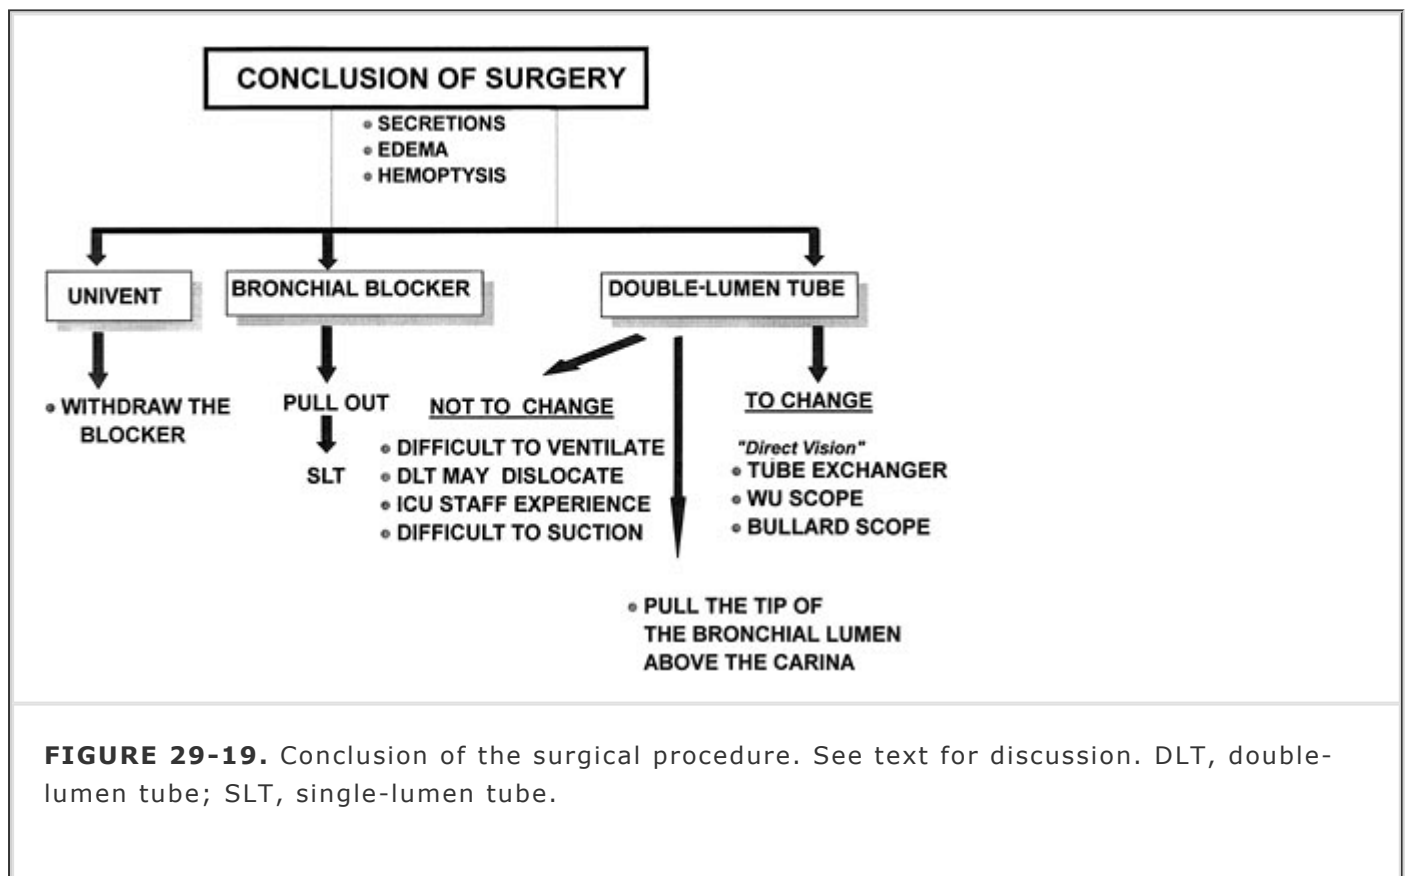 CONCLUSION OF SURGERY
SECRETIONS
EDEMA
HEMOPTYSIS
UNIVENT
BRONCHIAL BLOCKER
DOUBLE-LUMEN TUBE
WITHDRAW THE
BLOCKER
PULL OUT
SLT
NOT TO CHANGE
DIFFICULT TO VENTILATE
DLT MAY DISLOCATE
ICU STAFF EXPERIENCE
DIFFICULT TO SUCTION
PULL THE TIP OF
THE BRONCHIAL LUMEN
ABOVE THE CARINA
TO CHANGE
"Direct Vision"
TUBE EXCHANGER
WU SCOPE
BULLARD SCOPE
FIGURE 29-19. Conclusion of the surgical procedure. See text for discussion. DLT, double-
lumen tube; SLT, single-lumen tube.